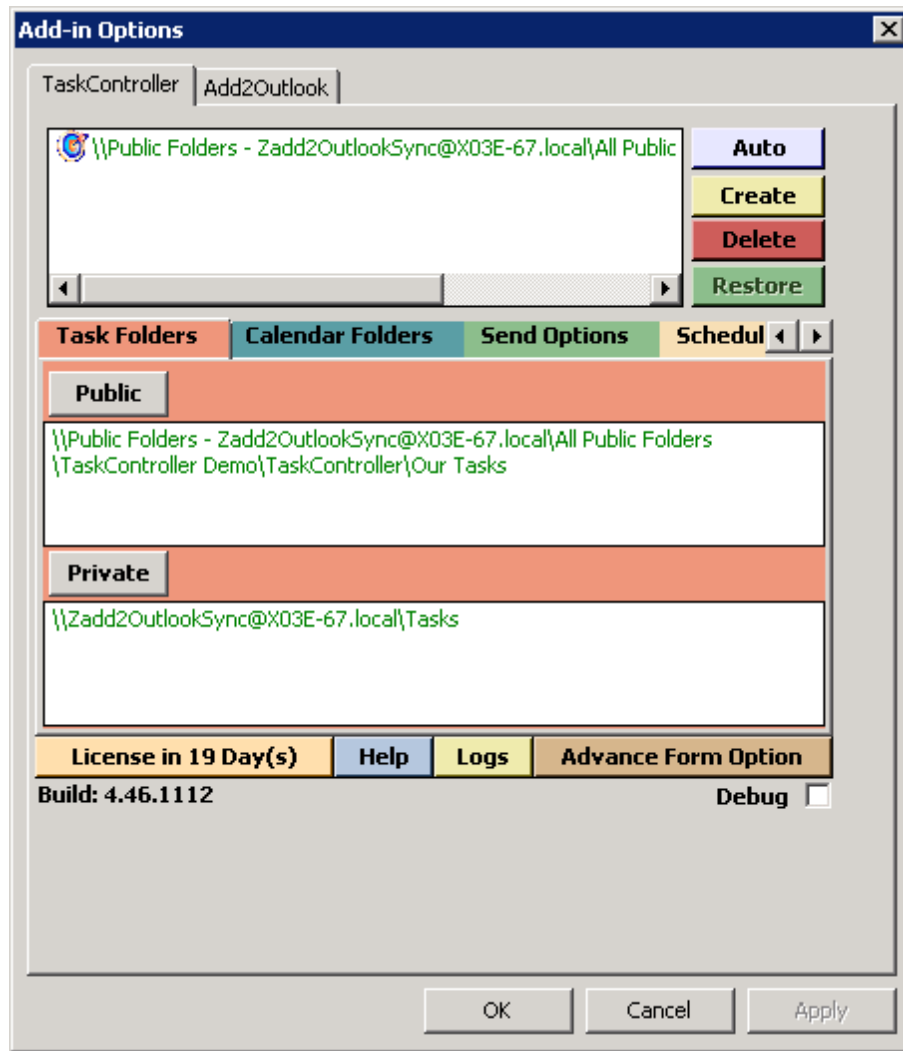 Add-in Options
TaskController
Add2Outlook
\\Public Folders - Zadd2OutlookSync@X03E-67.local\All Public
Auto
Create
Delete
Restore
Task Folders
Calendar Folders
Send Options
Schedul
Public
\\Public Folders - Zadd2OutlookSync@X03E-67.local\All Public Folders
\TaskController Demo\TaskController\Our Tasks
Private
\\Zadd2OutlookSync@X03E-67.local\Tasks
License in 19 Day(s)
Help
Logs
Advance Form Option
Build: 4.46.1112
Debug
OK
Cancel
Apply